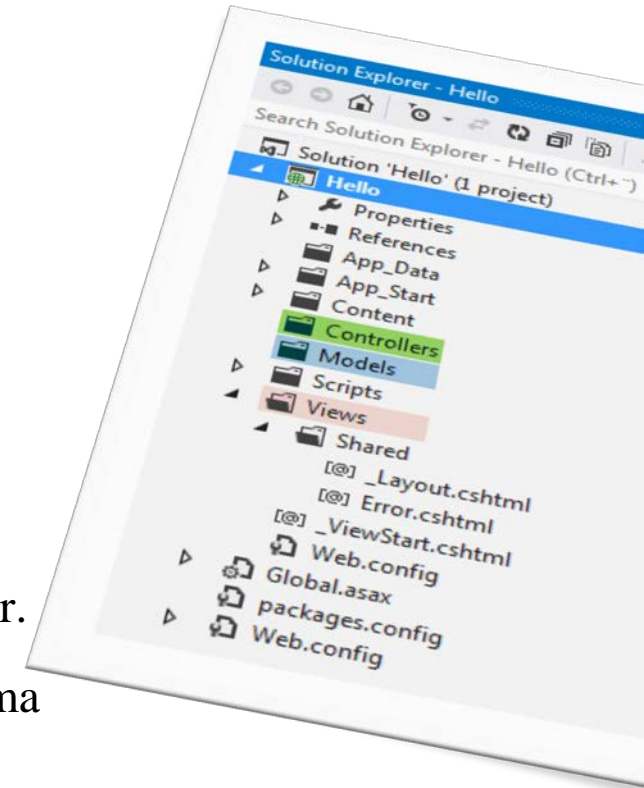 Solution Explorer - Hello
Search Solution Explorer - Hello (Ctrl+¨)
Solution 'Hello' (1 project)
Hello
Properties
References
App_Data
App_Start
Content
Controllers
Models
Scripts
Views
Shared
[@] _Layout.cshtml
[@] Error.cshtml
[@] _ViewStart.cshtml
Web.config
Global.asax
packages.config
Web.config
r.
ma